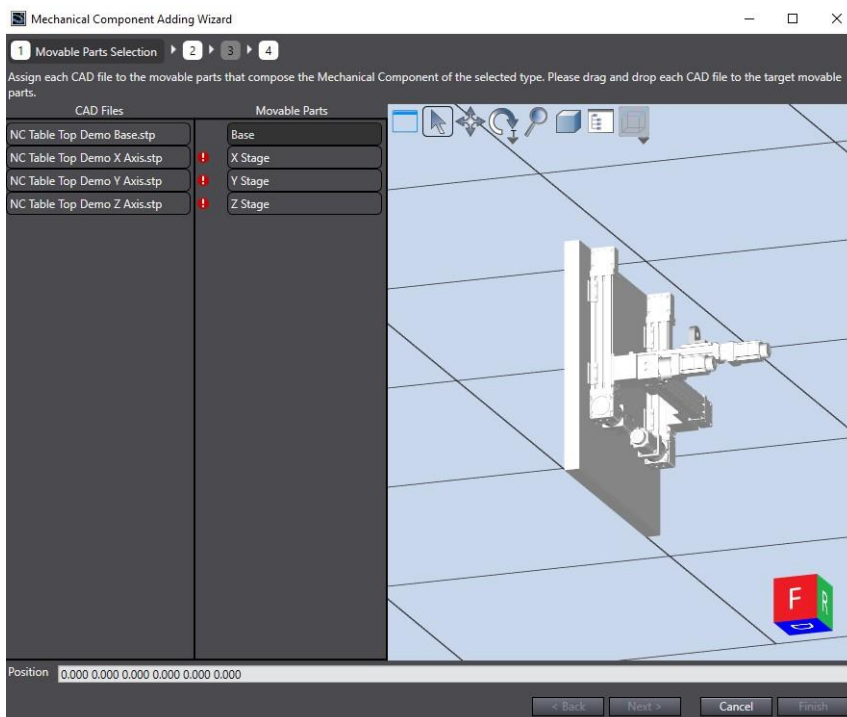 Mechanical Component Adding Wizard
1 Movable Parts Selection 2 3 4
Assign each CAD file to the movable parts that compose the Mechanical Component of the selected type. Please drag and drop each CAD file to the target movable
parts.
CAD Files Movable Parts
NC Table Top Demo Base.stp Base
NC Table Top Demo X Axis.stp X Stage
NC Table Top Demo Y Axis.stp Y Stage
NC Table Top Demo Z Axis.stp Z Stage
F R D
Position 0.000 0.000 0.000 0.000 0.000 0.000
< Back Next > Cancel Finish